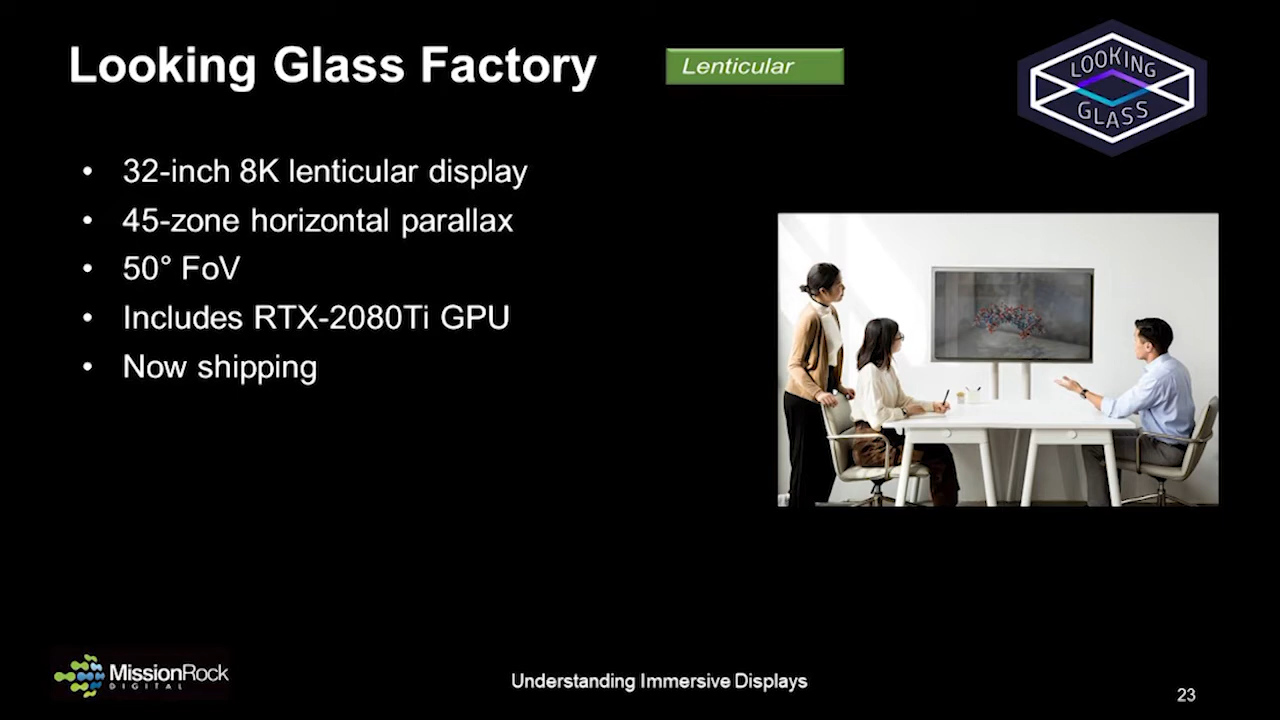 Looking Glass Factory
Lenticular
LOOKING
GLASS
• 32-inch 8K lenticular display
• 45-zone horizontal parallax
• 50° FoV
• Includes RTX-2080Ti GPU
• Now shipping
MissionRock
DIGITAL
Understanding Immersive Displays
23